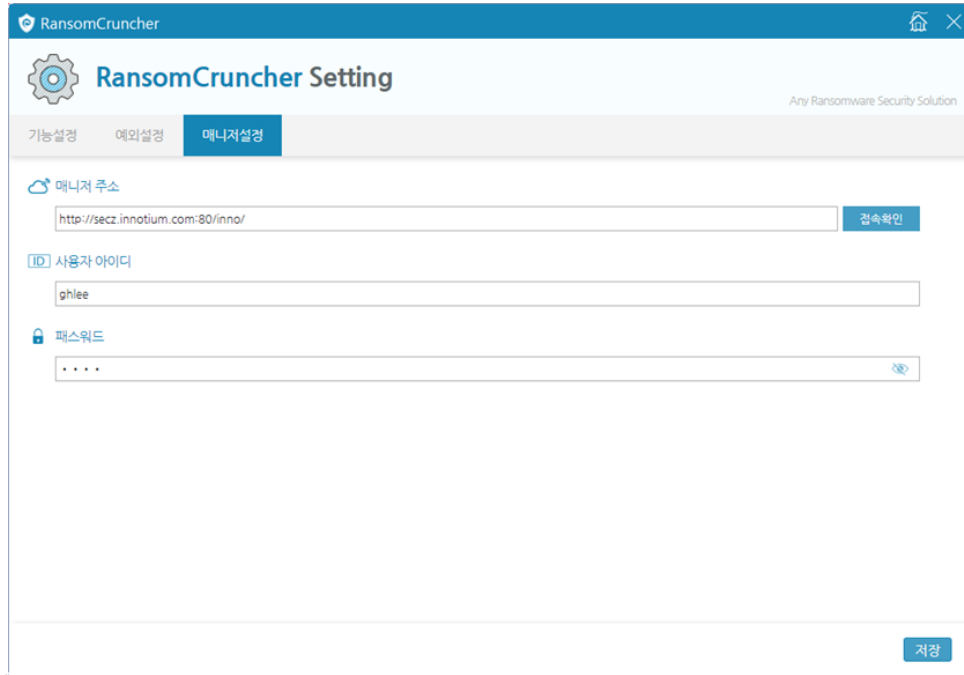 RansomCruncher
RansomCruncher Setting
Any Ransomware Security Solution
기능설정 예외설정 매니저설정
매니저 주소
http://secz.innotium.com:80/inno/ 접속확인
ID 사용자 아이디
ghlee
패스워드
• • • •
저장